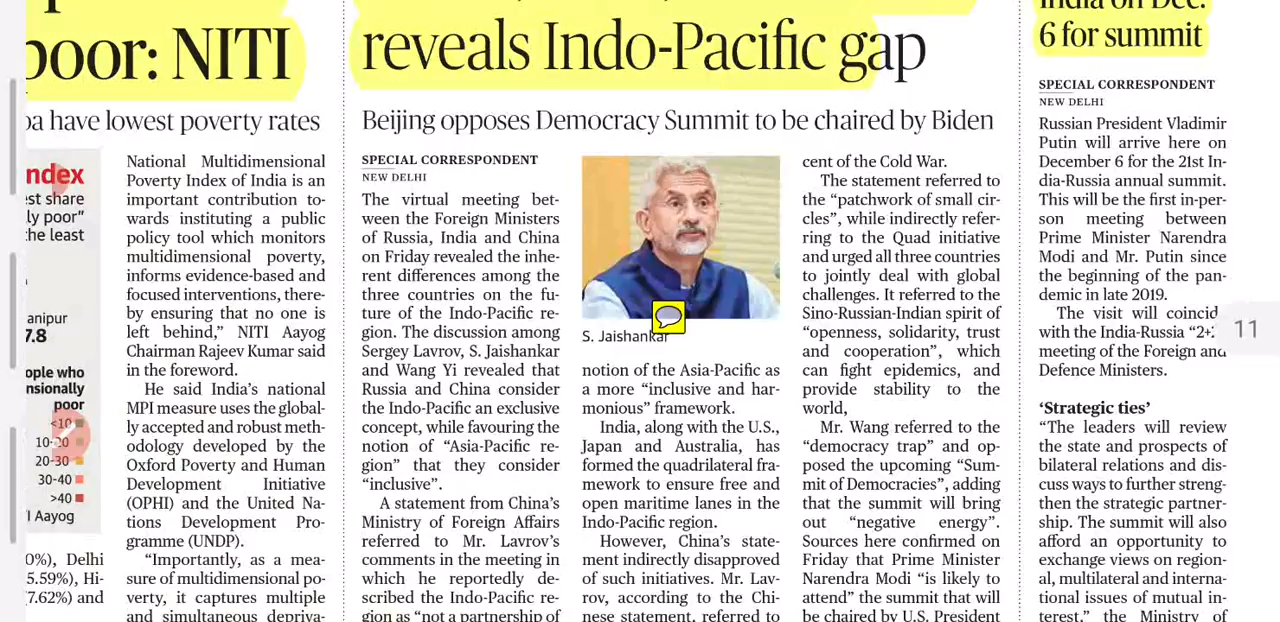 poor: NITI
have lowest poverty rates
ndex
est share
ly poor”
the least
anipur
7.8
ople who
nsionally
poor
<10
10-20
20-30
30-40
>40
I Aayog
0%), Delhi
5.59%), Hi-
(7.62%) and
National Multidimensional
Poverty Index of India is an
important contribution to-
wards instituting a public
policy tool which monitors
multidimensional poverty,
informs evidence-based and
focused interventions, there-
by ensuring that no one is
left behind,” NITI Aayog
Chairman Rajeev Kumar said
in the foreword.
He said India’s national
MPI measure uses the global-
ly accepted and robust meth-
odology developed by the
Oxford Poverty and Human
Development Initiative
(OPHI) and the United Na-
tions Development Pro-
gramme (UNDP).
“Importantly, as a mea-
sure of multidimensional po-
verty, it captures multiple
and simultaneous depriva-
reveals Indo-Pacific gap
Beijing opposes Democracy Summit to be chaired by Biden
SPECIAL CORRESPONDENT
NEW DELHI
The virtual meeting bet-
ween the Foreign Ministers
of Russia, India and China
on Friday revealed the inhe-
rent differences among the
three countries on the fu-
ture of the Indo-Pacific re-
gion. The discussion among
Sergey Lavrov, S. Jaishankar
and Wang Yi revealed that
Russia and China consider
the Indo-Pacific an exclusive
concept, while favouring the
notion of “Asia-Pacific re-
gion” that they consider
“inclusive”.
A statement from China’s
Ministry of Foreign Affairs
referred to Mr. Lavrov’s
comments in the meeting in
which he reportedly de-
scribed the Indo-Pacific re-
gion as “not a partnership of
S. Jaishankar
notion of the Asia-Pacific as
a more “inclusive and har-
monious” framework.
India, along with the U.S.,
Japan and Australia, has
formed the quadrilateral fra-
mework to ensure free and
open maritime lanes in the
Indo-Pacific region.
However, China’s state-
ment indirectly disapproved
of such initiatives. Mr. Lav-
rov, according to the Chi-
nese statement, referred to
cent of the Cold War.
The statement referred to
the “patchwork of small cir-
cles”, while indirectly refer-
ring to the Quad initiative
and urged all three countries
to jointly deal with global
challenges. It referred to the
Sino-Russian-Indian spirit of
“openness, solidarity, trust
and cooperation”, which
can fight epidemics, and
provide stability to the
world,
Mr. Wang referred to the
“democracy trap” and op-
posed the upcoming “Sum-
mit of Democracies”, adding
that the summit will bring
out “negative energy”.
Sources here confirmed on
Friday that Prime Minister
Narendra Modi “is likely to
attend” the summit that will
be chaired by U.S. President
India on Dec.
6 for summit
SPECIAL CORRESPONDENT
NEW DELHI
Russian President Vladimir
Putin will arrive here on
December 6 for the 21st In-
dia-Russia annual summit.
This will be the first in-per-
son meeting between
Prime Minister Narendra
Modi and Mr. Putin since
the beginning of the pan-
demic in late 2019.
The visit will coincid
with the India-Russia “2+2
meeting of the Foreign and
Defence Ministers.
‘Strategic ties’
“The leaders will review
the state and prospects of
bilateral relations and dis-
cuss ways to further streng-
then the strategic partner-
ship. The summit will also
afford an opportunity to
exchange views on region-
al, multilateral and interna-
tional issues of mutual in-
terest,” the Ministry of
11